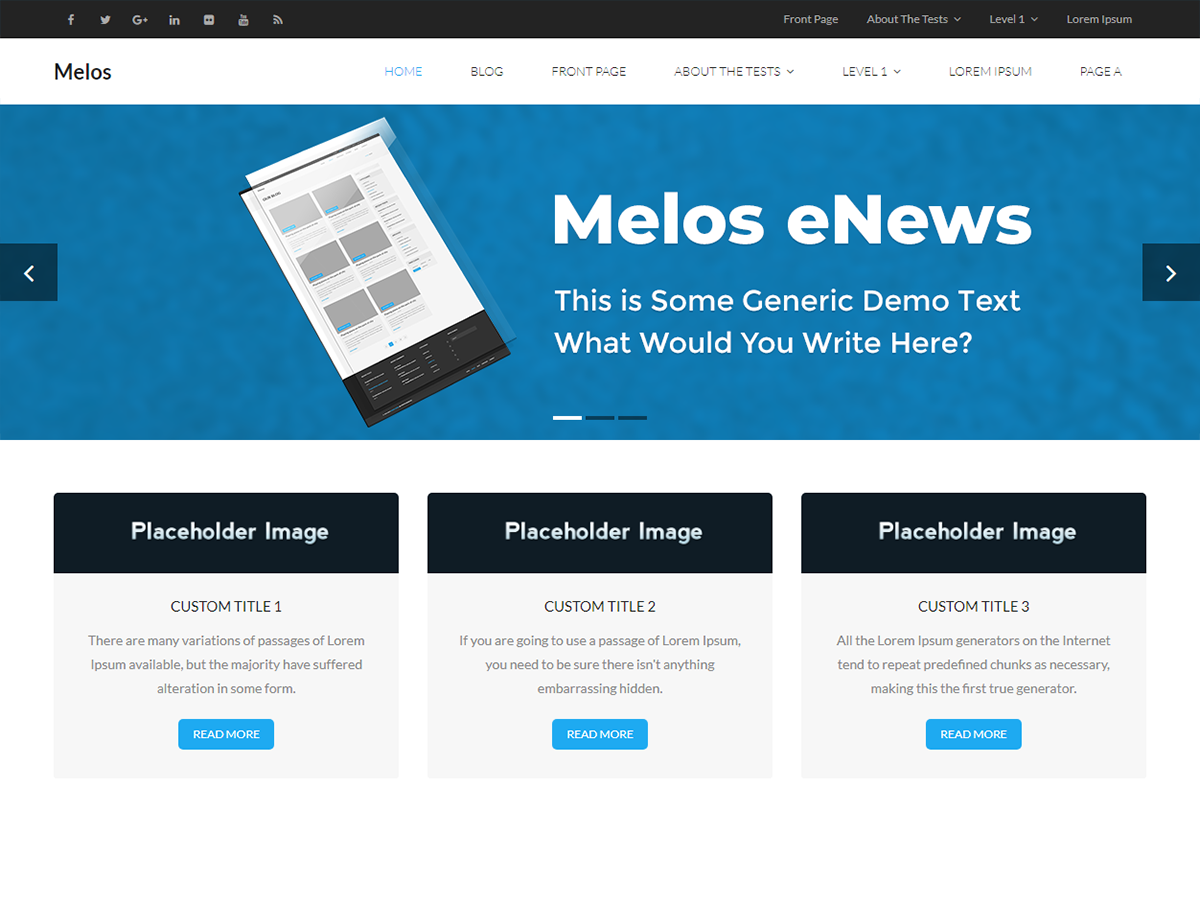 Front Page About The Tests Level 1 Lorem Ipsum
Melos HOME BLOG FRONT PAGE ABOUT THE TESTS LEVEL 1 LOREM IPSUM PAGE A
OUR BLOG
Melos eNews
This is Some Generic Demo Text
What Would You Write Here?
Placeholder Image
CUSTOM TITLE 1
There are many variations of passages of Lorem
Ipsum available, but the majority have suffered
alteration in some form.
READ MORE
Placeholder Image
CUSTOM TITLE 2
If you are going to use a passage of Lorem Ipsum,
you need to be sure there isn't anything
embarrassing hidden.
READ MORE
Placeholder Image
CUSTOM TITLE 3
All the Lorem Ipsum generators on the Internet
tend to repeat predefined chunks as necessary,
making this the first true generator.
READ MORE